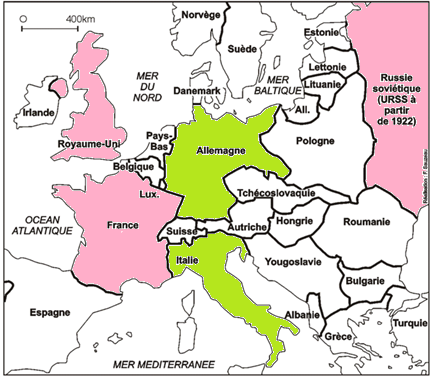 0 400km
Norvège
Suède
Estonie
Lettonie
Lituanie
All.
Russie
soviétique
(URSS à
partir
de 1922)
MER
DU
NORD
MER
BALTIQUE
Danemark
Irlande
Royaume-Uni
Pays-
Bas
Allemagne
Pologne
Belgique
Lux.
Tchécoslovaquie
OCEAN
ATLANTIQUE
France
Suisse
Autriche
Hongrie
Roumanie
Italie
Yougoslavie
Bulgarie
Espagne
Albanie
Grèce
Turquie
MER MEDITERRANEE